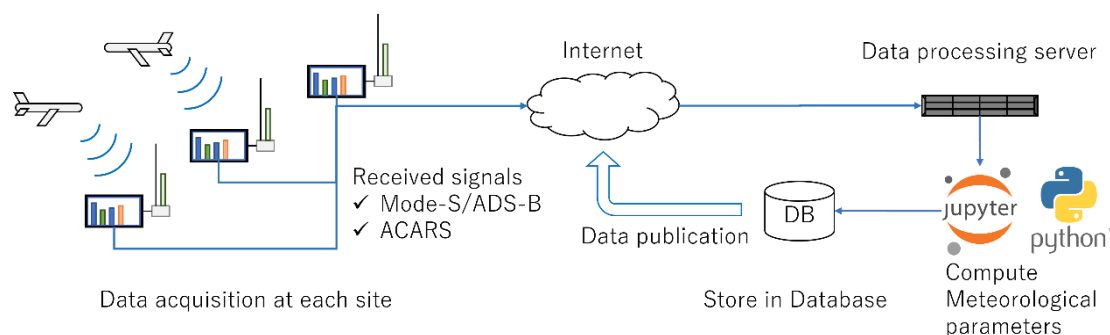 Internet
Data processing server
Received signals
✓ Mode-S/ADS-B
✓ ACARS
DB
Data publication
jupyter
python
Data acquisition at each site
Store in Database
Compute
Meteorological
parameters